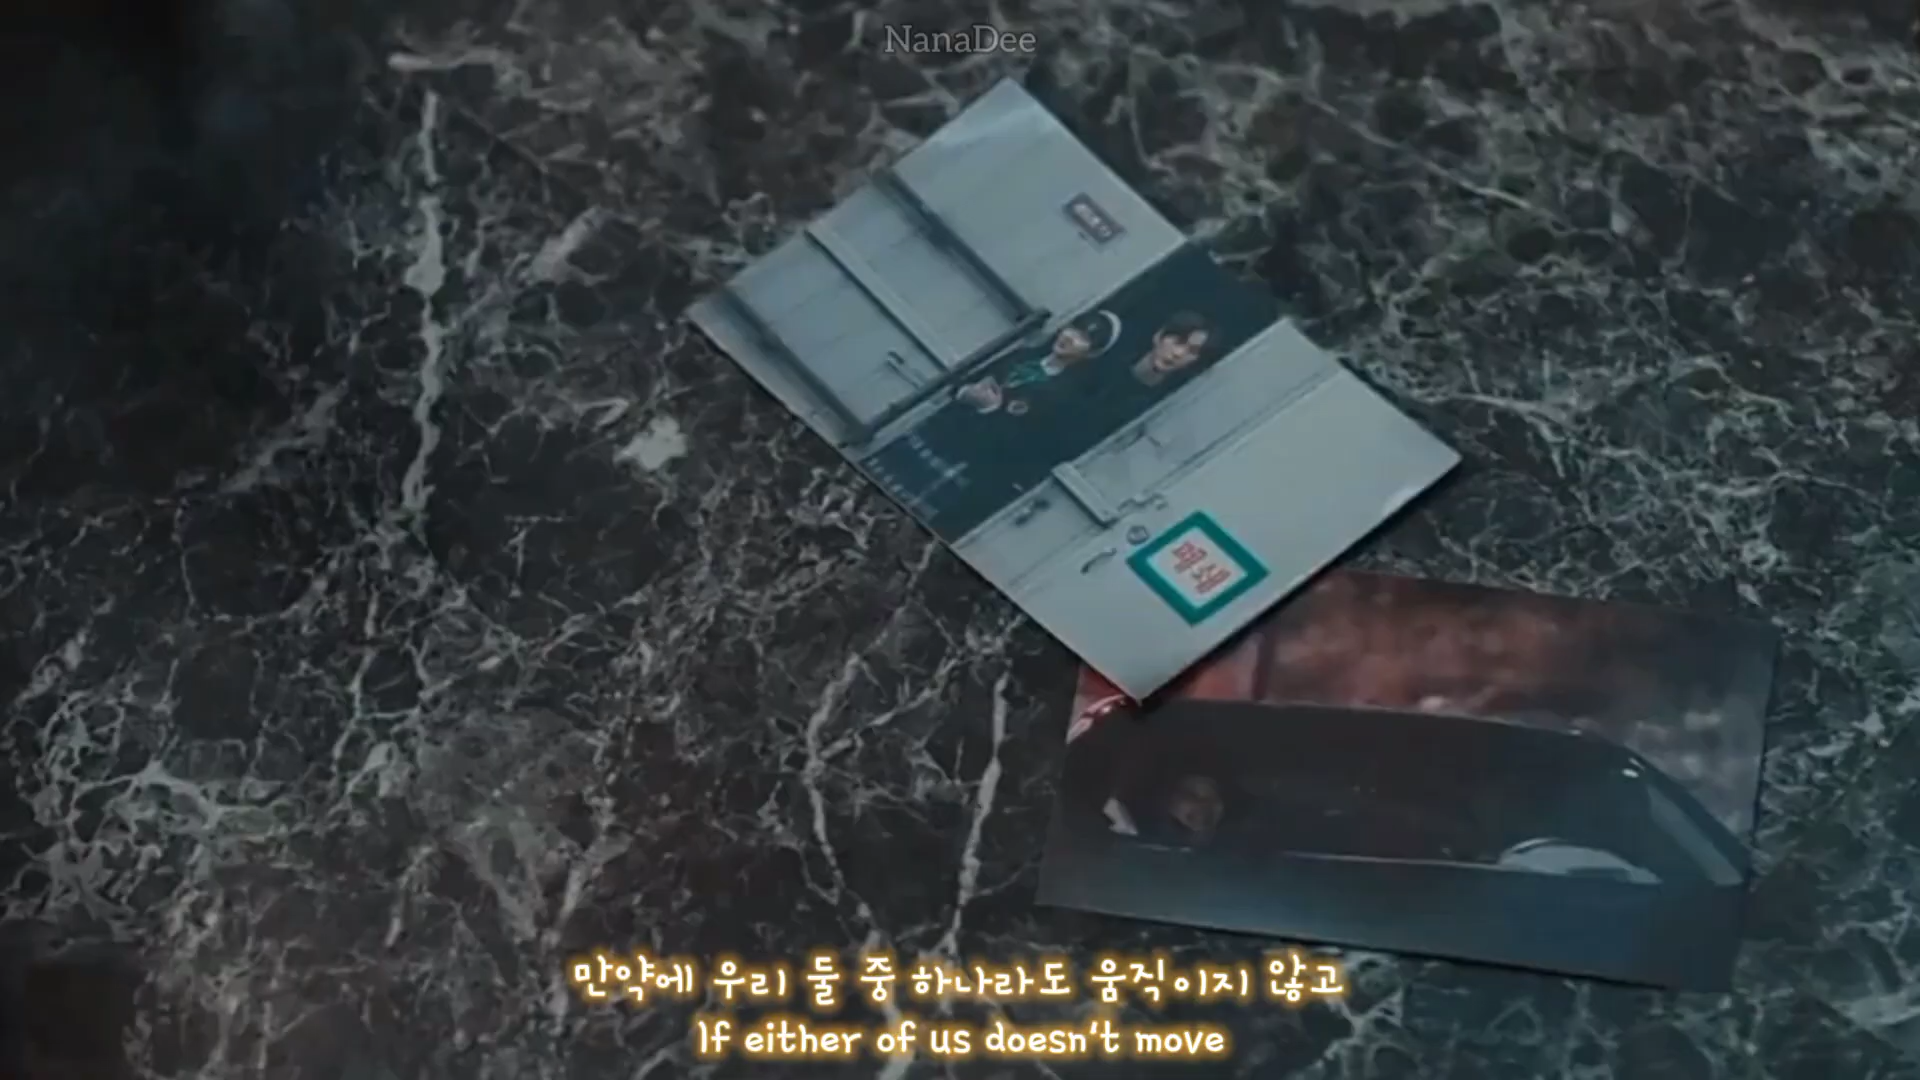 NanaDee
만약에 우리 둘 중 하나라도 움직이지 않고
If either of us doesn't move